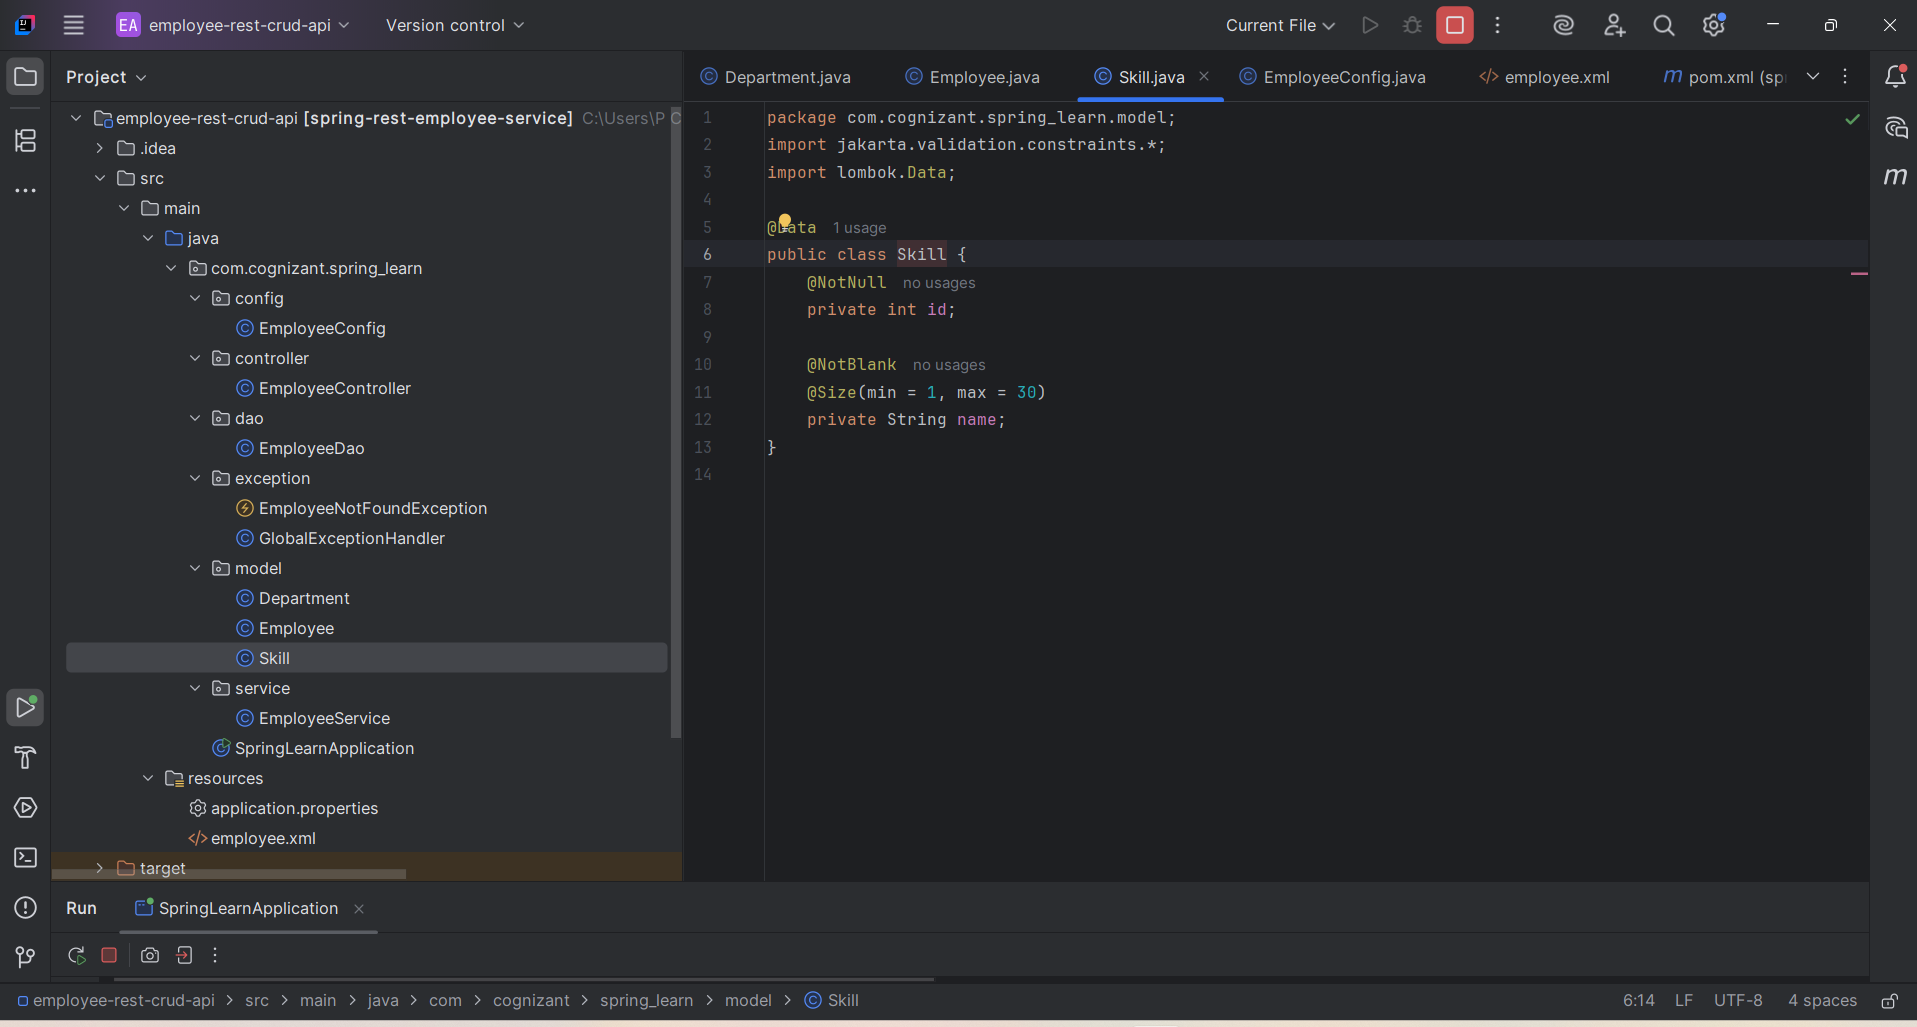 EA employee-rest-crud-api Version control Current File
Project
Department.java Employee.java Skill.java EmployeeConfig.java </> employee.xml m pom.xml (sp
employee-rest-crud-api [spring-rest-employee-service] C:\Users\P C
.idea
src
main
java
com.cognizant.spring_learn
config
EmployeeConfig
controller
EmployeeController
dao
EmployeeDao
exception
EmployeeNotFoundException
GlobalExceptionHandler
model
Department
Employee
Skill
service
EmployeeService
SpringLearnApplication
resources
application.properties
</> employee.xml
target
1 package com.cognizant.spring_learn.model;
2 import jakarta.validation.constraints.*;
3 import lombok.Data;
4
5 @Data 1 usage
6 public class Skill {
7 @NotNull no usages
8 private int id;
9
10 @NotBlank no usages
11 @Size(min = 1, max = 30)
12 private String name;
13 }
14
m
Run SpringLearnApplication
employee-rest-crud-api > src > main > java > com > cognizant > spring_learn > model > Skill 6:14 LF UTF-8 4 spaces